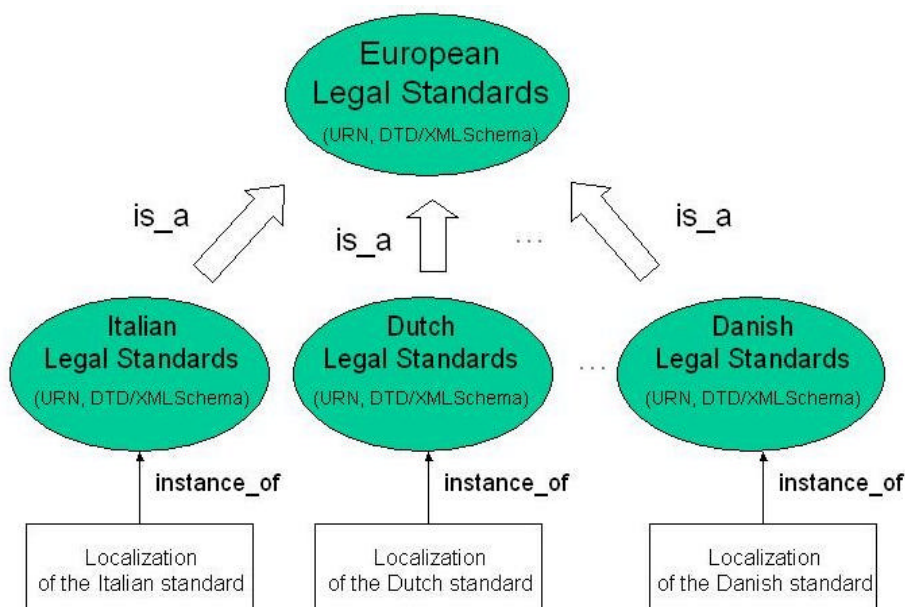 European
Legal Standards
(URN, DTD/XMLSchema)
is_a
is_a
...
is_a
Italian
Legal Standards
(URN, DTD/XMLSchema)
Dutch
Legal Standards
(URN, DTD/XMLSchema)
...
Danish
Legal Standards
(URN, DTD/XMLSchema)
instance_of
instance_of
instance_of
Localization
of the Italian standard
Localization
of the Dutch standard
Localization
of the Danish standard